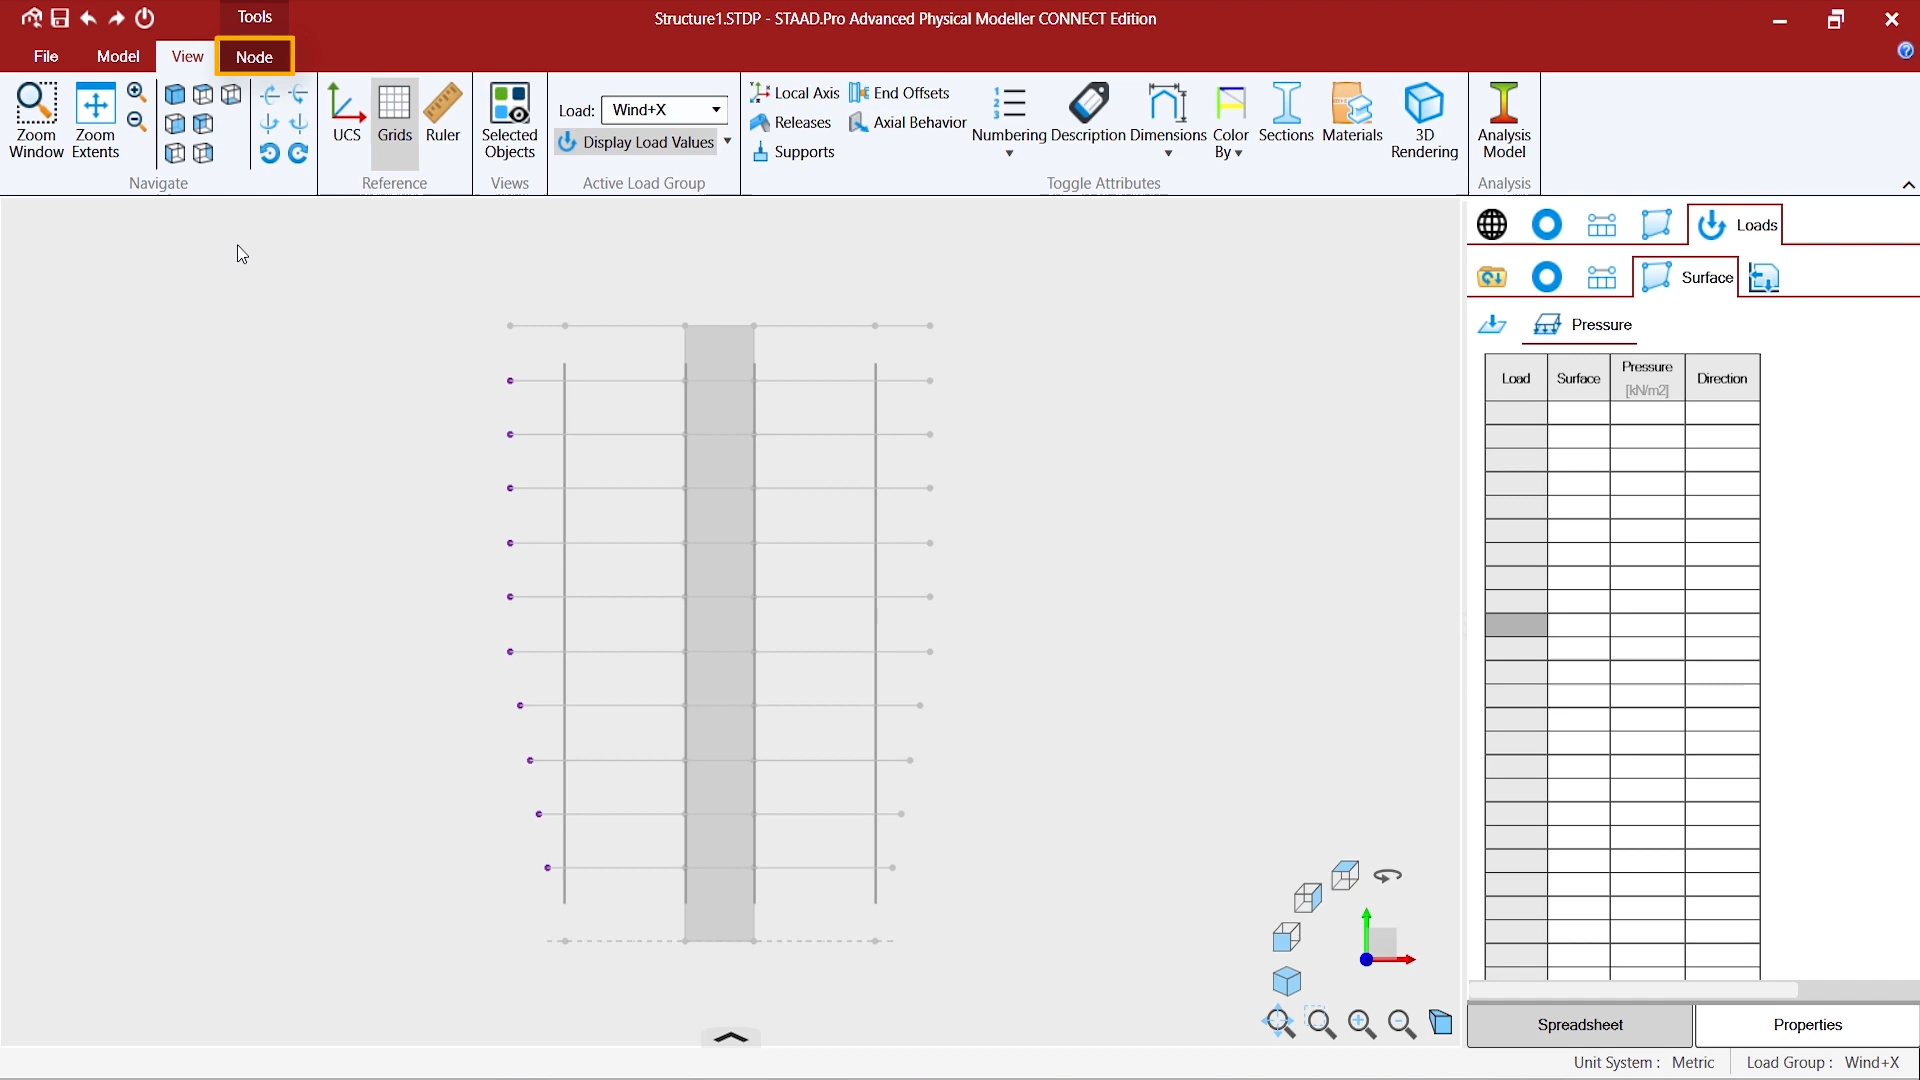 Tools
Structure1.STDP - STAAD.Pro Advanced Physical Modeller CONNECT Edition
File Model View Node
Zoom Window
Zoom Extents
Navigate
UCS Grids Ruler
Reference
Selected Objects
Views
Load: Wind+X
Display Load Values
Active Load Group
Local Axis End Offsets
Releases Axial Behavior
Supports
1
2
3
Numbering Description Dimensions Color By Sections Materials 3D Rendering
Toggle Attributes
Analysis Model
Analysis
Loads
Surface
Pressure
Load Surface Pressure [kN/m2] Direction
Spreadsheet Properties
Unit System : Metric Load Group : Wind+X